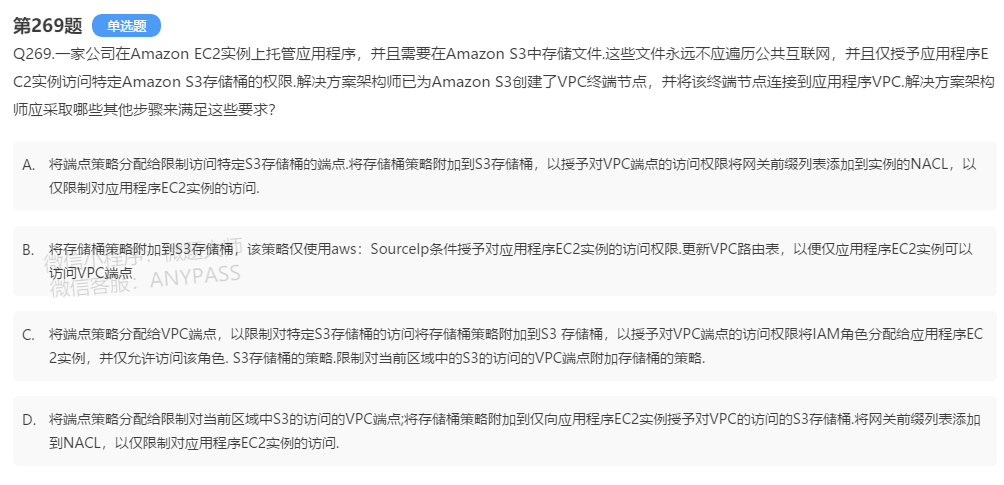 第269题 单选题
Q269.一家公司在Amazon EC2实例上托管应用程序，并且需要在Amazon S3中存储文件.这些文件永远不应遍历公共互联网，并且仅授予应用程序E
C2实例访问特定Amazon S3存储桶的权限.解决方案架构师已为Amazon S3创建了VPC终端节点，并将该终端节点连接到应用程序VPC.解决方案架构
师应采取哪些其他步骤来满足这些要求?
A. 将端点策略分配给限制访问特定S3存储桶的端点.将存储桶策略附加到S3存储桶，以授予对VPC端点的访问权限将网关前缀列表添加到实例的NACL，以
仅限制对应用程序EC2实例的访问.
B. 将存储桶策略附加到S3存储桶，该策略仅使用aws：SourceIp条件授予对应用程序EC2实例的访问权限.更新VPC路由表，以便仅应用程序EC2实例可以
访问VPC端点
微信客服：ANYPASS
C. 将端点策略分配给VPC端点，以限制对特定S3存储桶的访问将存储桶策略附加到S3 存储桶，以授予对VPC端点的访问权限将IAM角色分配给应用程序EC
2实例，并仅允许访问该角色. S3存储桶的策略.限制对当前区域中的S3的访问的VPC端点附加存储桶的策略.
D. 将端点策略分配给限制对当前区域中S3的访问的VPC端点;将存储桶策略附加到仅向应用程序EC2实例授予对VPC的访问的S3存储桶.将网关前缀列表添加
到NACL，以仅限制对应用程序EC2实例的访问.